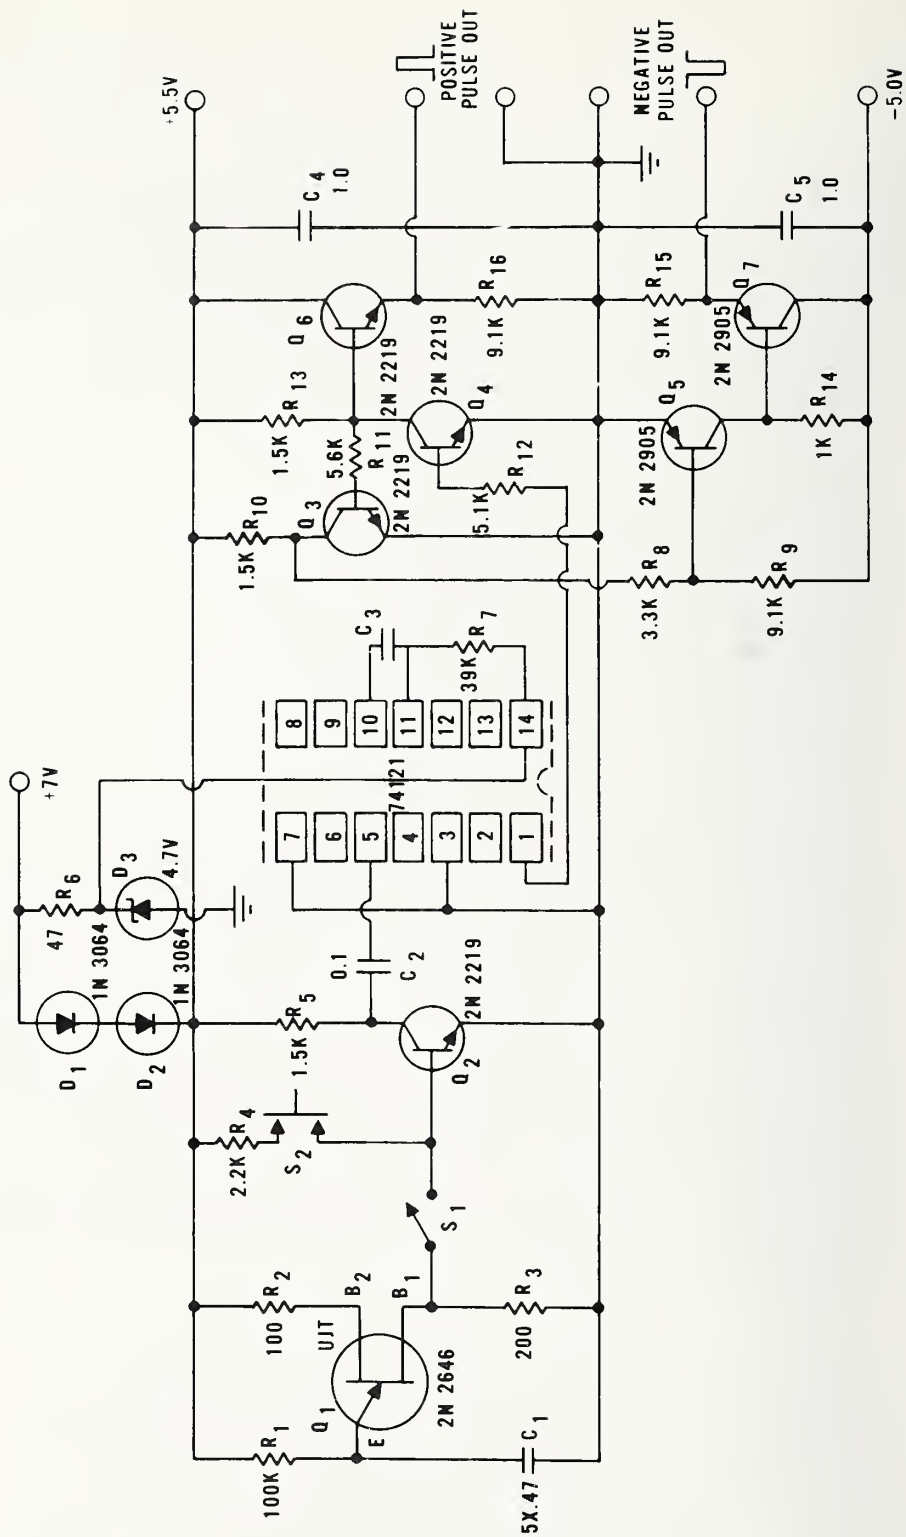 +7V
+5.5V
POSITIVE
PULSE OUT
NEGATIVE
PULSE OUT
-5.0V
D1
1N 3064
D2
1N 3064
R6
47
D3
4.7V
R1
100K
Q1
UJT
E
B2
B1
2N 2646
C1
5X.47
R2
100
R3
200
S1
R4
2.2K
S2
R5
1.5K
Q2
2N 2219
C2
0.1
74121
7
6
5
4
3
2
1
8
9
10
11
12
13
14
C3
R7
39K
R10
1.5K
Q3
2N 2219
R11
5.6K
R13
1.5K
Q4
2N 2219
R12
5.1K
Q6
2N 2219
R16
9.1K
C4
1.0
R8
3.3K
R9
9.1K
Q5
2N 2905
R14
1K
R15
9.1K
Q7
2N 2905
C5
1.0